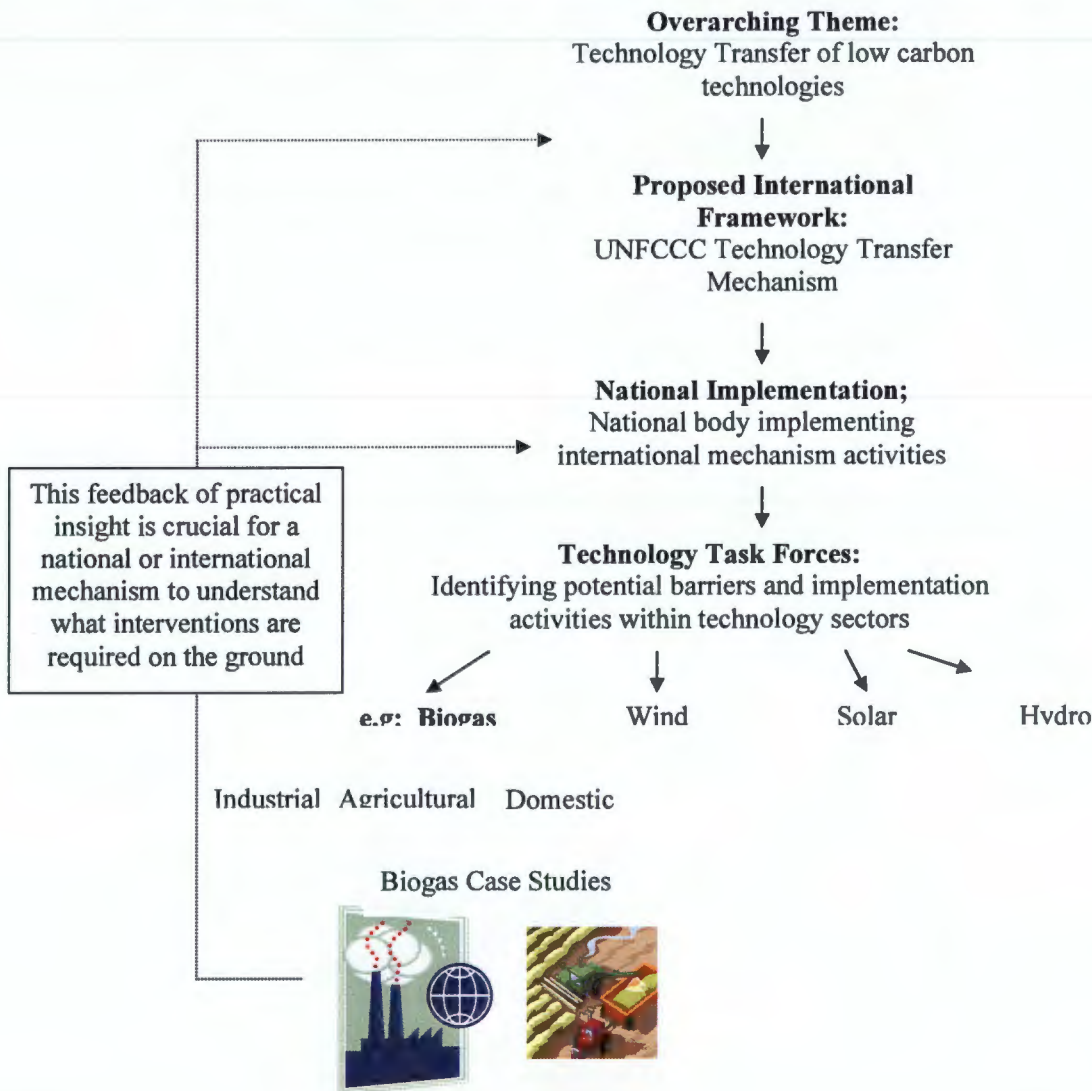 Overarching Theme:
Technology Transfer of low carbon
technologies
Proposed International
Framework:
UNFCCC Technology Transfer
Mechanism
National Implementation;
National body implementing
international mechanism activities
This feedback of practical
insight is crucial for a
national or international
mechanism to understand
what interventions are
required on the ground
Technology Task Forces:
Identifying potential barriers and implementation
activities within technology sectors
e.g: Biogas Wind Solar Hydro
Industrial Agricultural Domestic
Biogas Case Studies